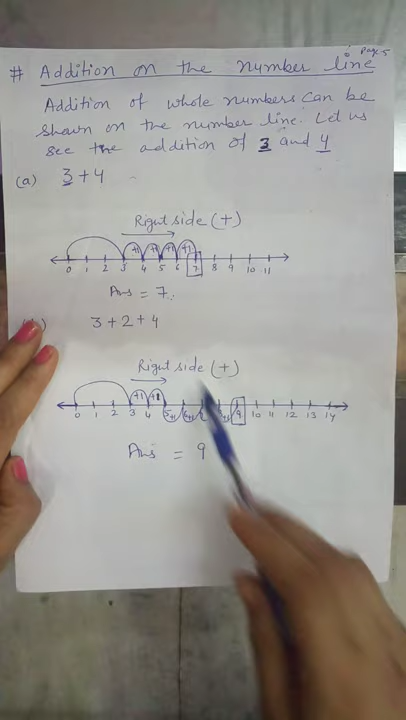 Page 5
# Addition on the number line
Addition of whole numbers can be
shown on the number line. Let us
see the addition of 3 and 4
(a) 3 + 4
Right side (+)
+1 +1 +1 +1
0 1 2 3 4 5 6 7 8 9 10 11
Ans = 7
3 + 2 + 4
Right side (+)
+1 +1
0 1 2 3 4 5 +1 9 10 11 12 13 14
Ans = 9